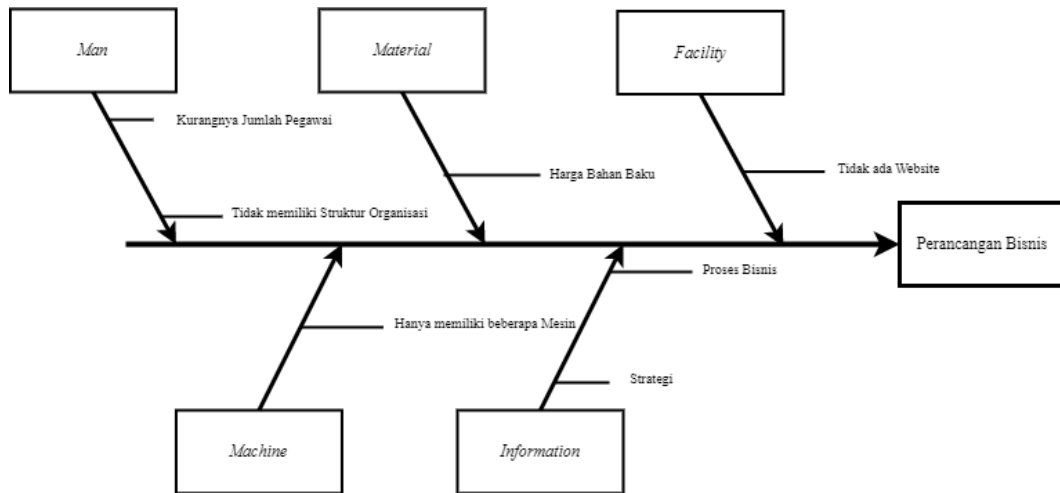 Man
Material
Facility
Kurangnya Jumlah Pegawai
Harga Bahan Baku
Tidak ada Website
Tidak memiliki Struktur Organisasi
Perancangan Bisnis
Proses Bisnis
Hanya memiliki beberapa Mesin
Strategi
Machine
Information